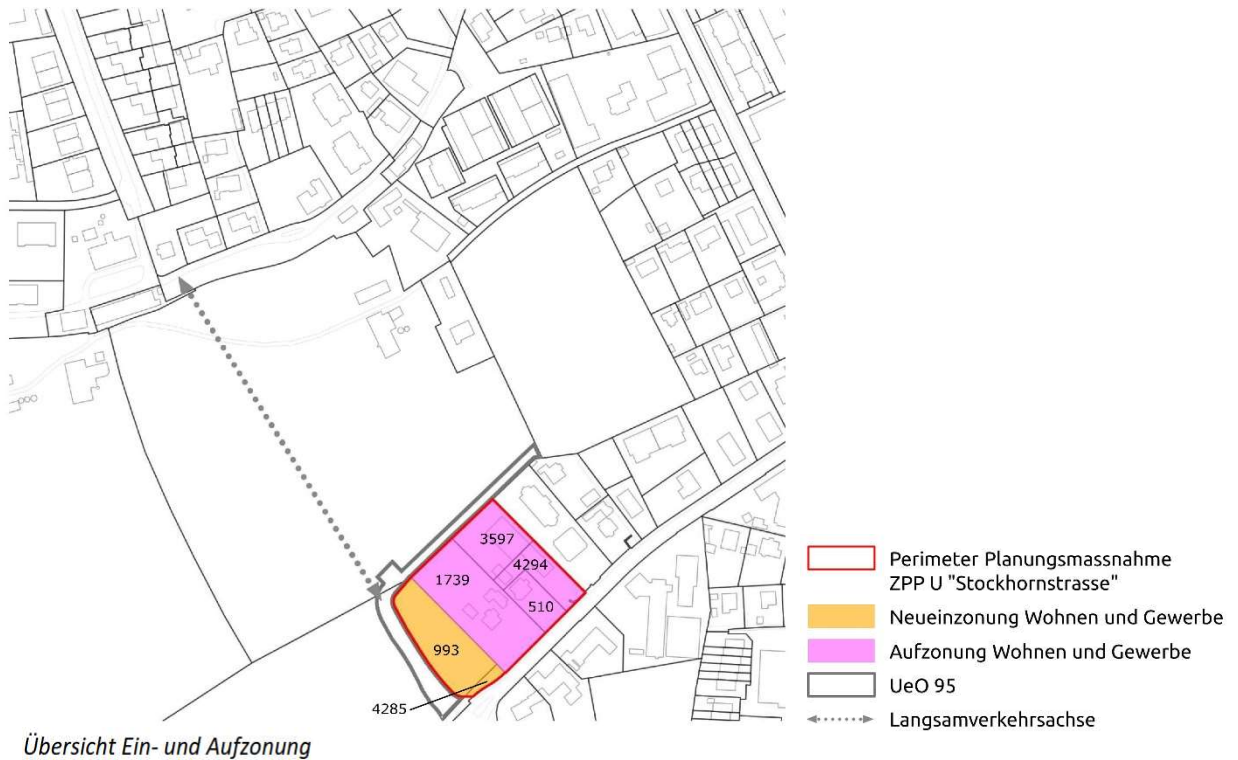 3597
4294
1739
510
993
4285
Perimeter Planungsmassnahme
ZPP U "Stockhornstrasse"
Neueinzonung Wohnen und Gewerbe
Aufzonung Wohnen und Gewerbe
UeO 95
Langsamverkehrsachse
Übersicht Ein- und Aufzonung